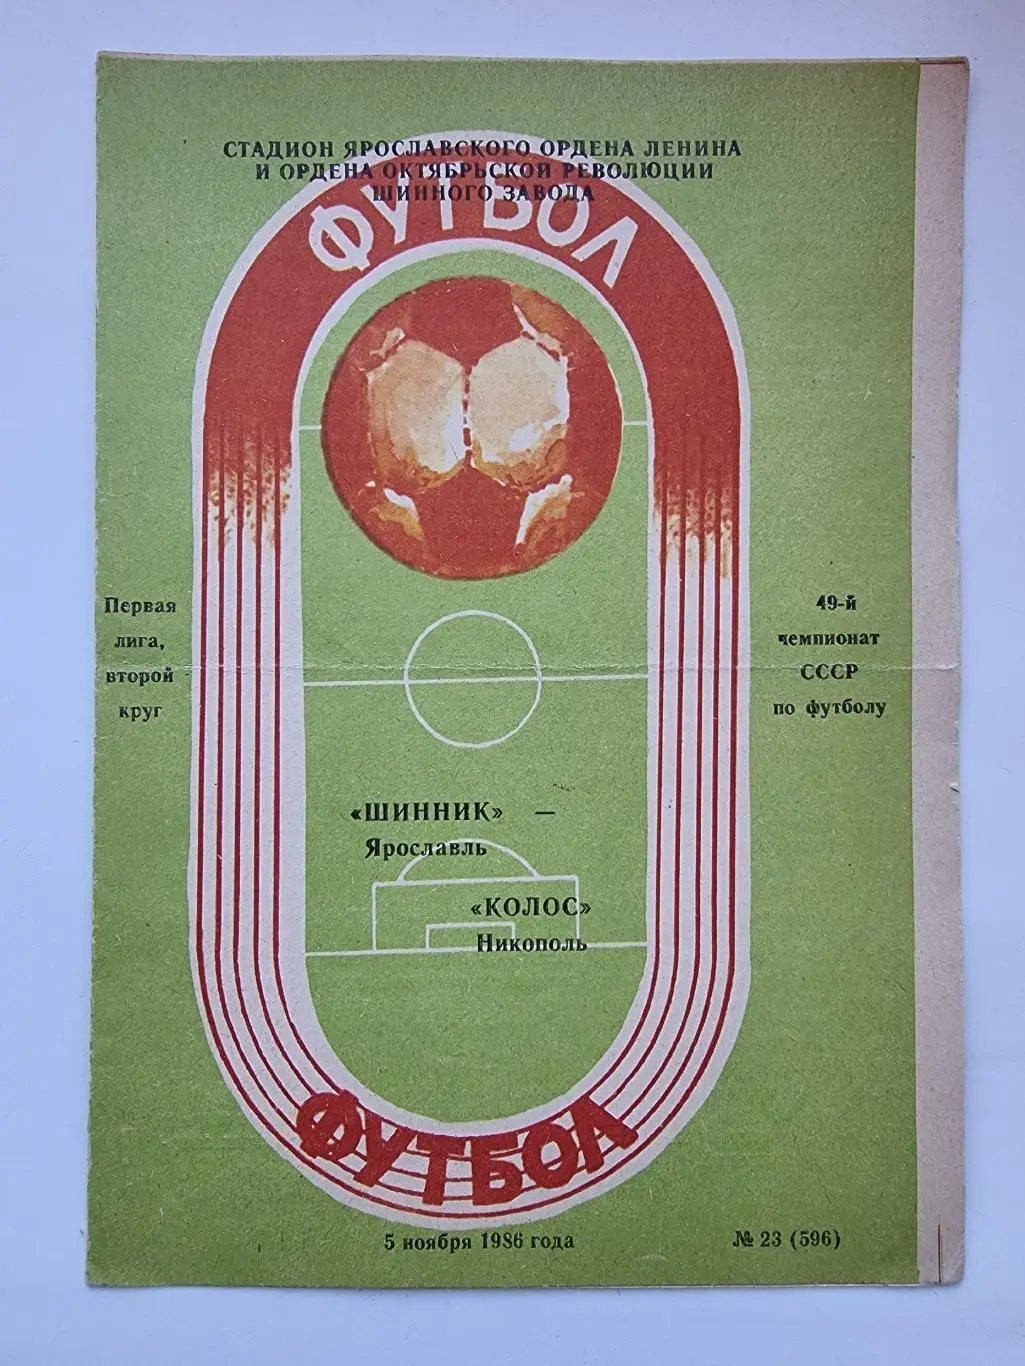 СТАДИОН ЯРОСЛАВСКОГО ОРДЕНА ЛЕНИНА
И ОРДЕНА ОКТЯБРЬСКОЙ РЕВОЛЮЦИИ
ШИННОГО ЗАВОДА
ФУТБОЛ
Первая
лига,
второй
круг
49-й
чемпионат
СССР
по футболу
«ШИННИК» —
Ярославль
«КОЛОС»
Никополь
ФУТБОЛ
5 ноября 1986 года
№ 23 (596)